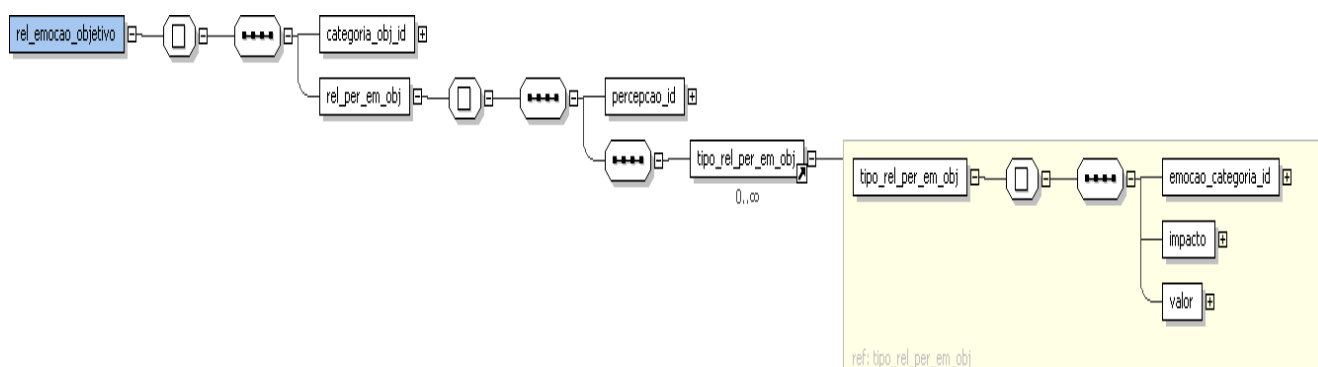 rel_emocao_objetivo
categoria_obj_id
rel_per_em_obj
percepcao_id
tipo_rel_per_em_obj
0..∞
tipo_rel_per_em_obj
emocao_categoria_id
impacto
valor
ref: tipo_rel_per_em_obj